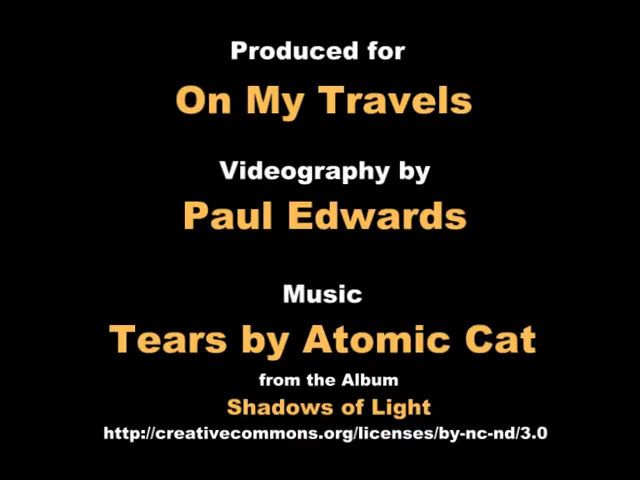 Produced for
On My Travels
Videography by
Paul Edwards
Music
Tears by Atomic Cat
from the Album
Shadows of Light
http://creativecommons.org/licenses/by-nc-nd/3.0